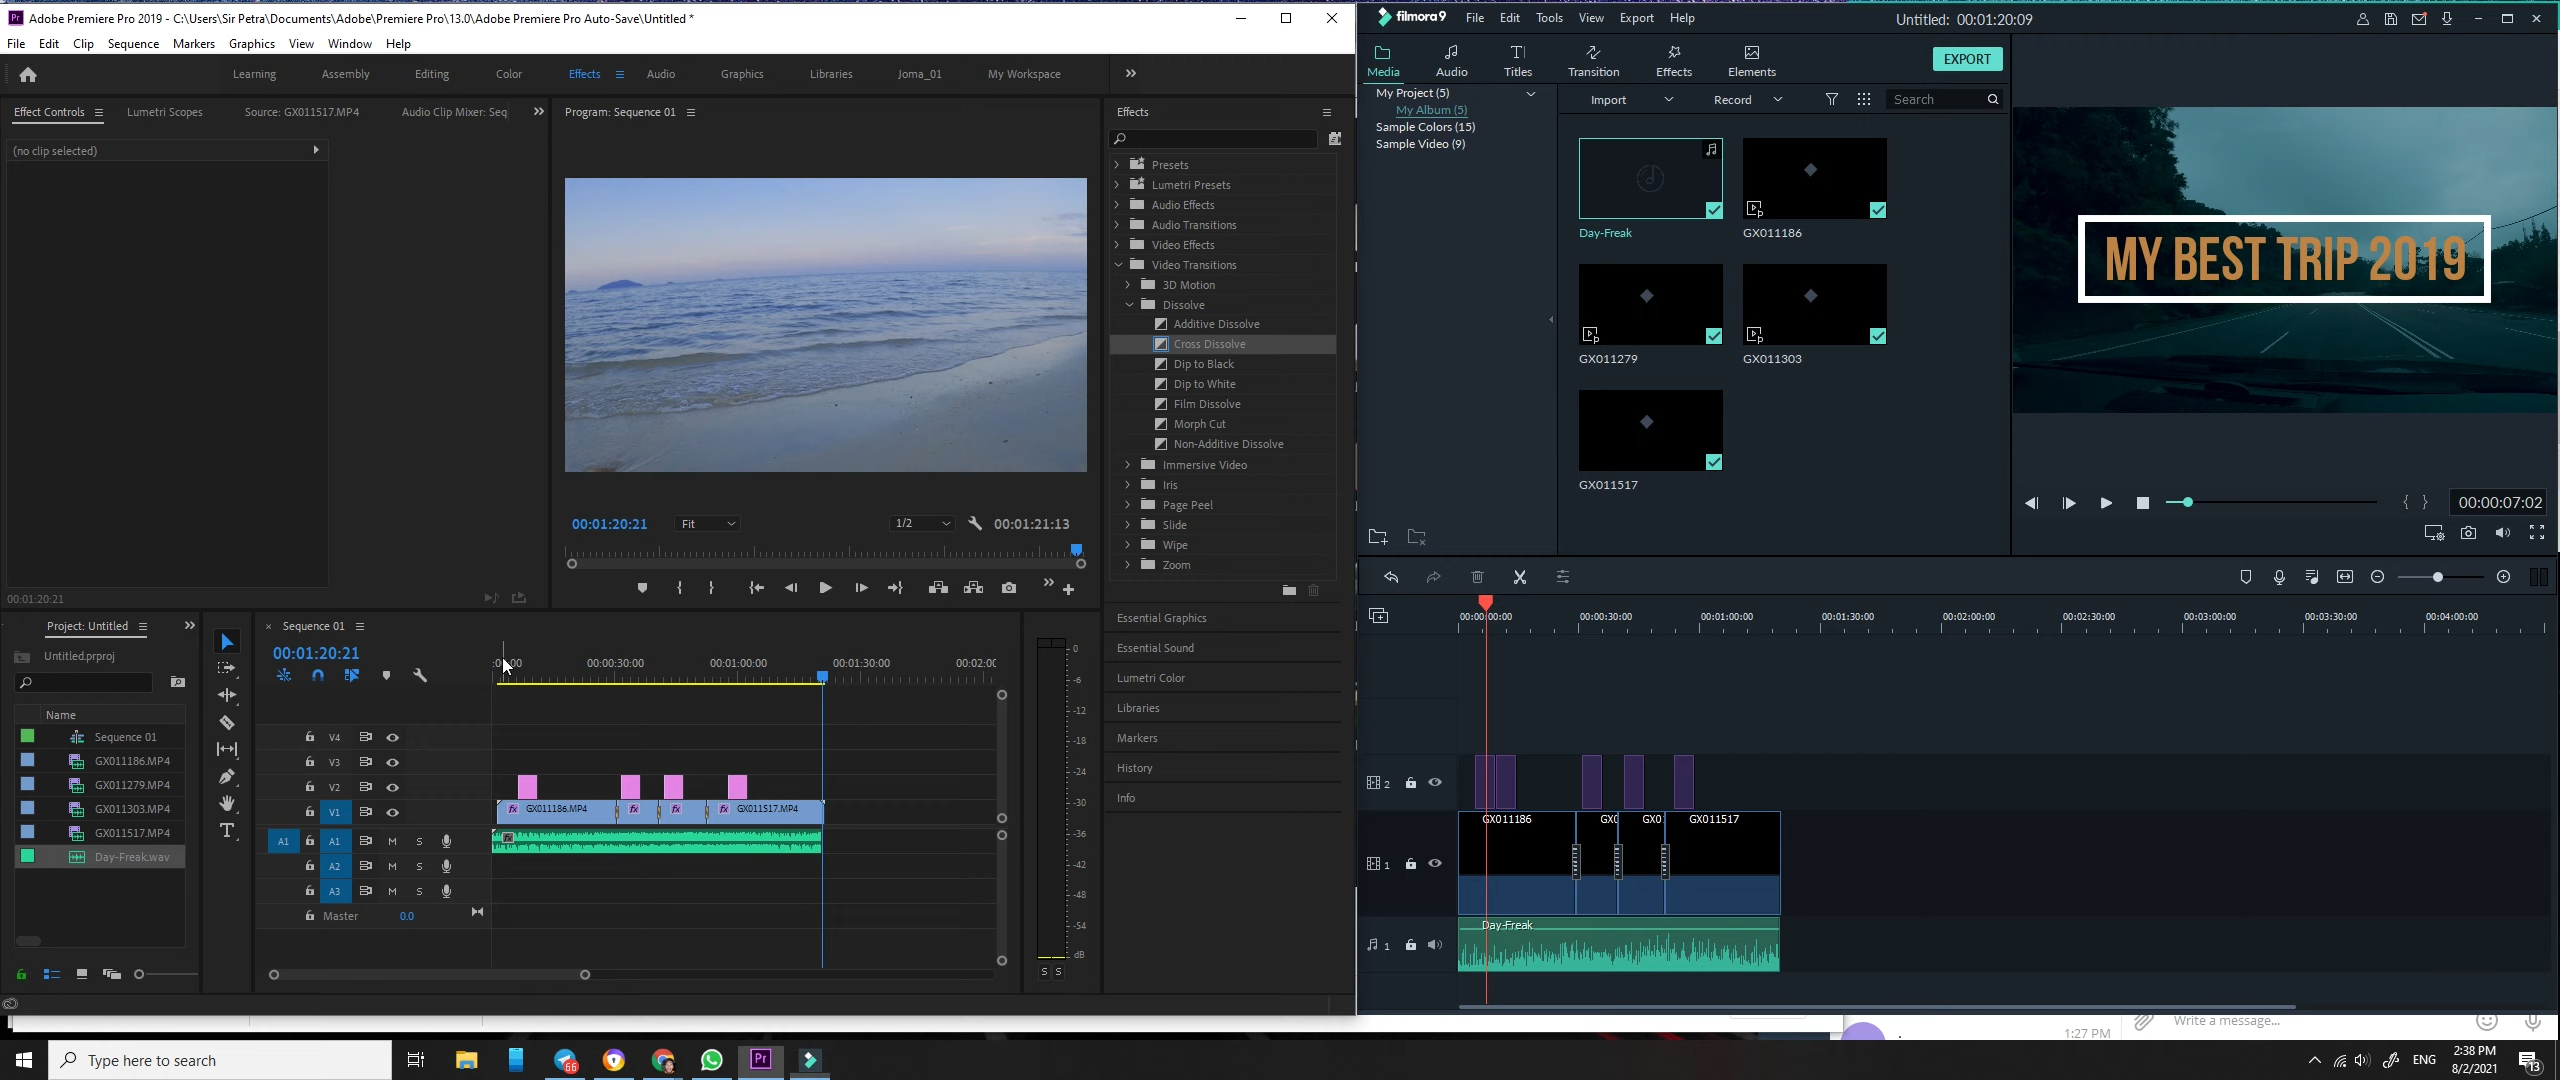 Adobe Premiere Pro 2019 - C:\Users\Sir Petra\Documents\Adobe\Premiere Pro\13.0\Adobe Premiere Pro Auto-Save\Untitled *
File Edit Clip Sequence Markers Graphics View Window Help
Learning Assembly Editing Color Effects Audio Graphics Libraries Joma_01 My Workspace
Effect Controls Lumetri Scopes Source: GX011517.MP4 Audio Clip Mixer: Seq
(no clip selected)
00:01:20:21
Program: Sequence 01
00:01:20:21 Fit 1/2 00:01:21:13
Effects
Presets
Lumetri Presets
Audio Effects
Audio Transitions
Video Effects
Video Transitions
3D Motion
Dissolve
Additive Dissolve
Cross Dissolve
Dip to Black
Dip to White
Film Dissolve
Morph Cut
Non-Additive Dissolve
Immersive Video
Iris
Page Peel
Slide
Wipe
Zoom
Essential Graphics
Essential Sound
Lumetri Color
Libraries
Markers
History
Info
Project: Untitled
Untitled.prproj
Name
Sequence 01
GX011186.MP4
GX011279.MP4
GX011303.MP4
GX011517.MP4
Day-Freak.wav
Sequence 01
00:01:20:21
:00:00 00:00:30:00 00:01:00:00 00:01:30:00 00:02:00
V4
V3
V2
V1
fx GX011186.MP4 fx fx fx GX011517.MP4
A1 A1 M S
fx
A2 M S
A3 M S
Master 0.0
0
-6
-12
-18
-24
-30
-36
-42
-48
-54
dB
S S
filmora9 File Edit Tools View Export Help
Untitled: 00:01:20:09
Media Audio Titles Transition Effects Elements
EXPORT
My Project (5)
My Album (5)
Sample Colors (15)
Sample Video (9)
Import Record Search
Day-Freak
GX011186
GX011279
GX011303
GX011517
MY BEST TRIP 2019
{ } 00:00:07:02
00:00:00:00 00:00:30:00 00:01:00:00 00:01:30:00 00:02:00:00 00:02:30:00 00:03:00:00 00:03:30:00 00:04:00:00
2
1
GX011186 GX0 GX0 GX011517
1
Day-Freak
1:27 PM
Write a message...
Type here to search
66
Pr
ENG
2:38 PM
8/2/2021
13